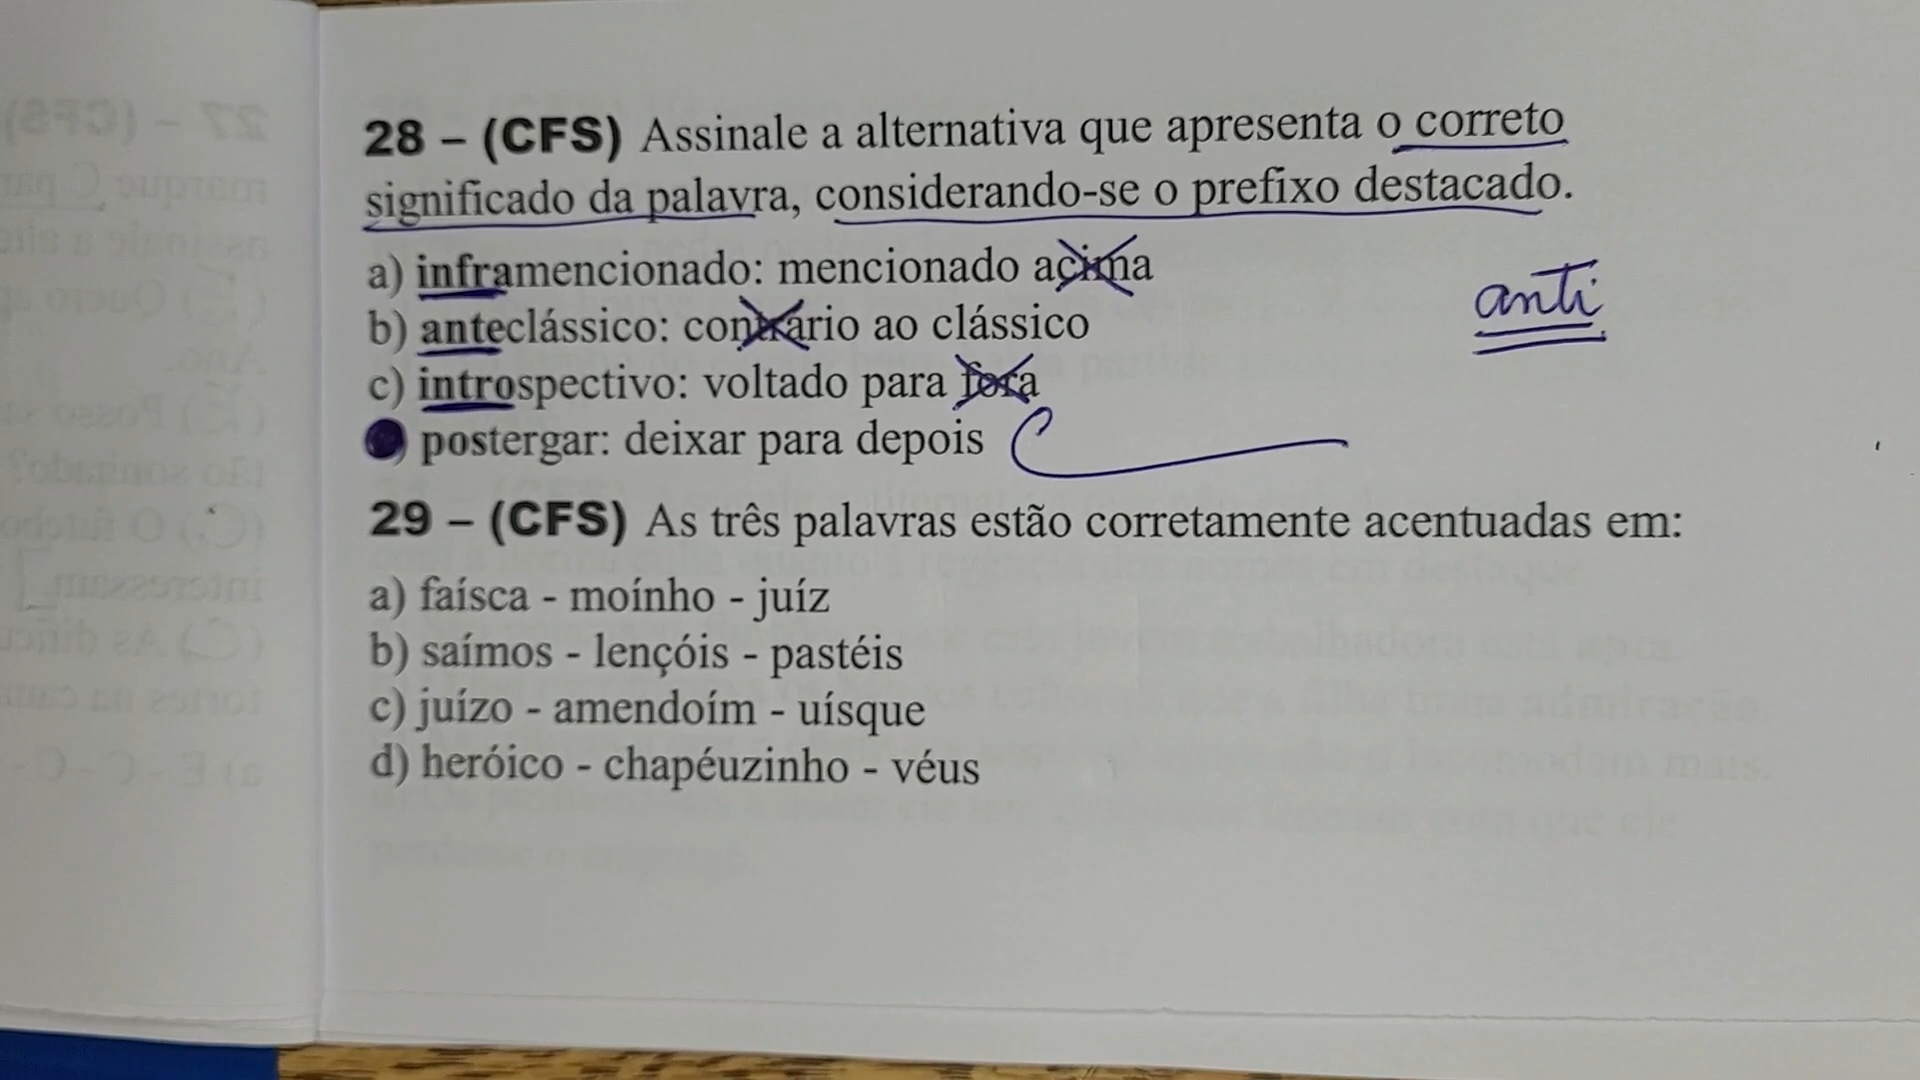 28 – (CFS) Assinale a alternativa que apresenta o correto
significado da palavra, considerando-se o prefixo destacado.
a) inframencionado: mencionado acima
b) anteclássico: contrário ao clássico
anti
c) introspectivo: voltado para fora
postergar: deixar para depois
29 – (CFS) As três palavras estão corretamente acentuadas em:
a) faísca - moínho - juíz
b) saímos - lençóis - pastéis
c) juízo - amendoím - uísque
d) heróico - chapéuzinho - véus